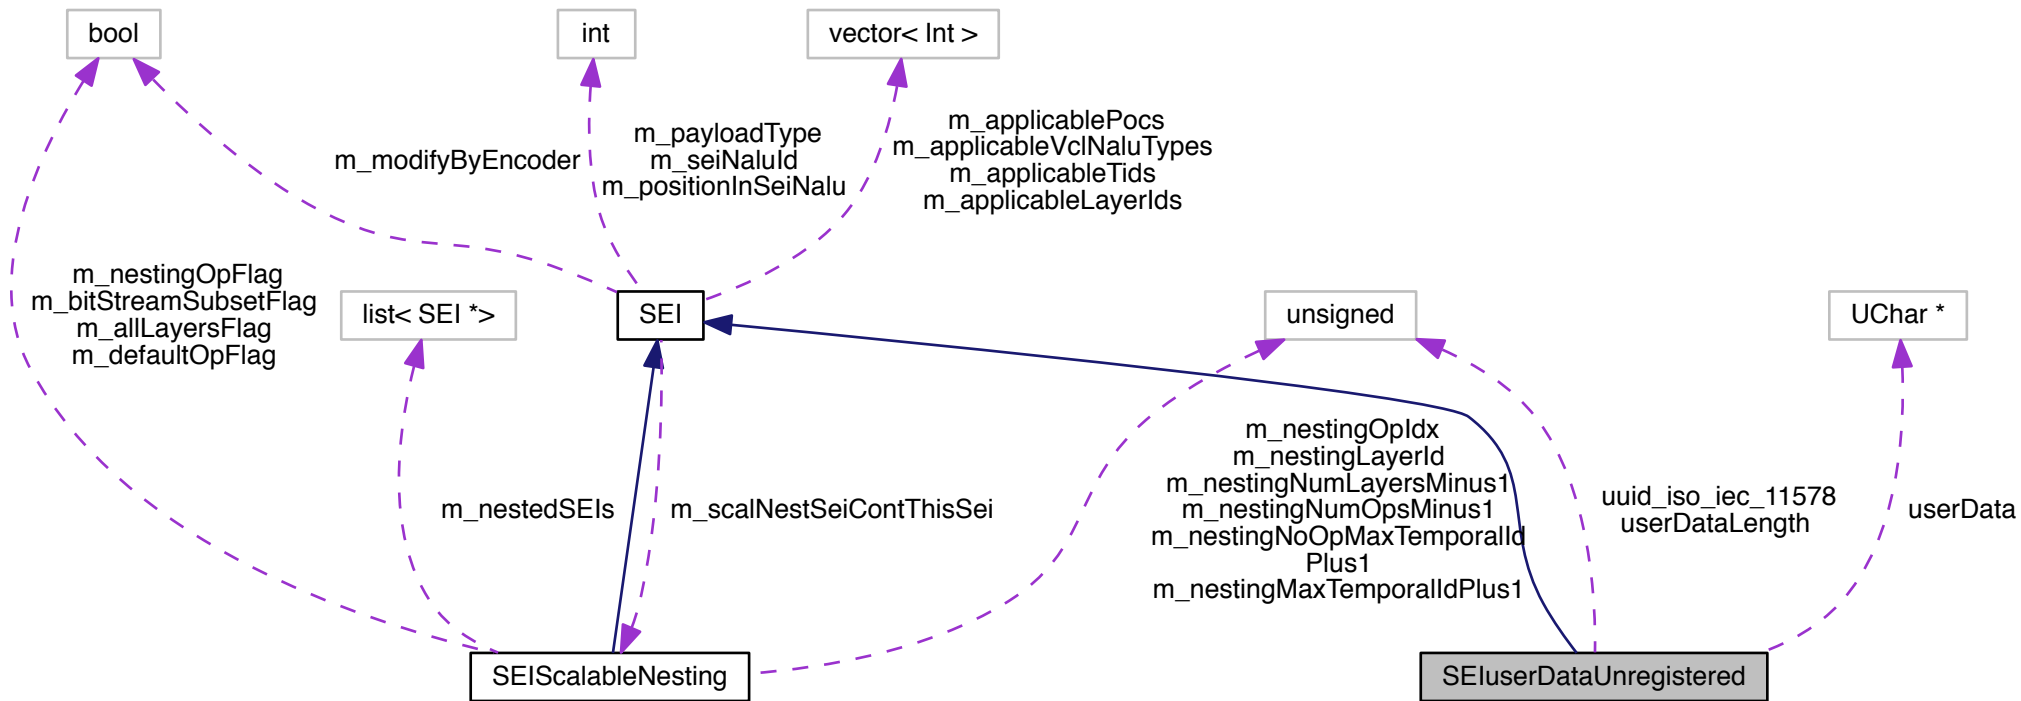 bool
int
vector< Int >
m_modifyByEncoder
m_payloadType
m_seiNaluId
m_positionInSeiNalu
m_applicablePocs
m_applicableVclNaluTypes
m_applicableTids
m_applicableLayerIds
m_nestingOpFlag
m_bitStreamSubsetFlag
m_allLayersFlag
m_defaultOpFlag
list< SEI *>
SEI
unsigned
UChar *
m_nestedSEIs
m_scalNestSeiContThisSei
m_nestingOpIdx
m_nestingLayerId
m_nestingNumLayersMinus1
m_nestingNumOpsMinus1
m_nestingNoOpMaxTemporalId
Plus1
m_nestingMaxTemporalIdPlus1
uuid_iso_iec_11578
userDataLength
userData
SEIScalableNesting
SEIuserDataUnregistered